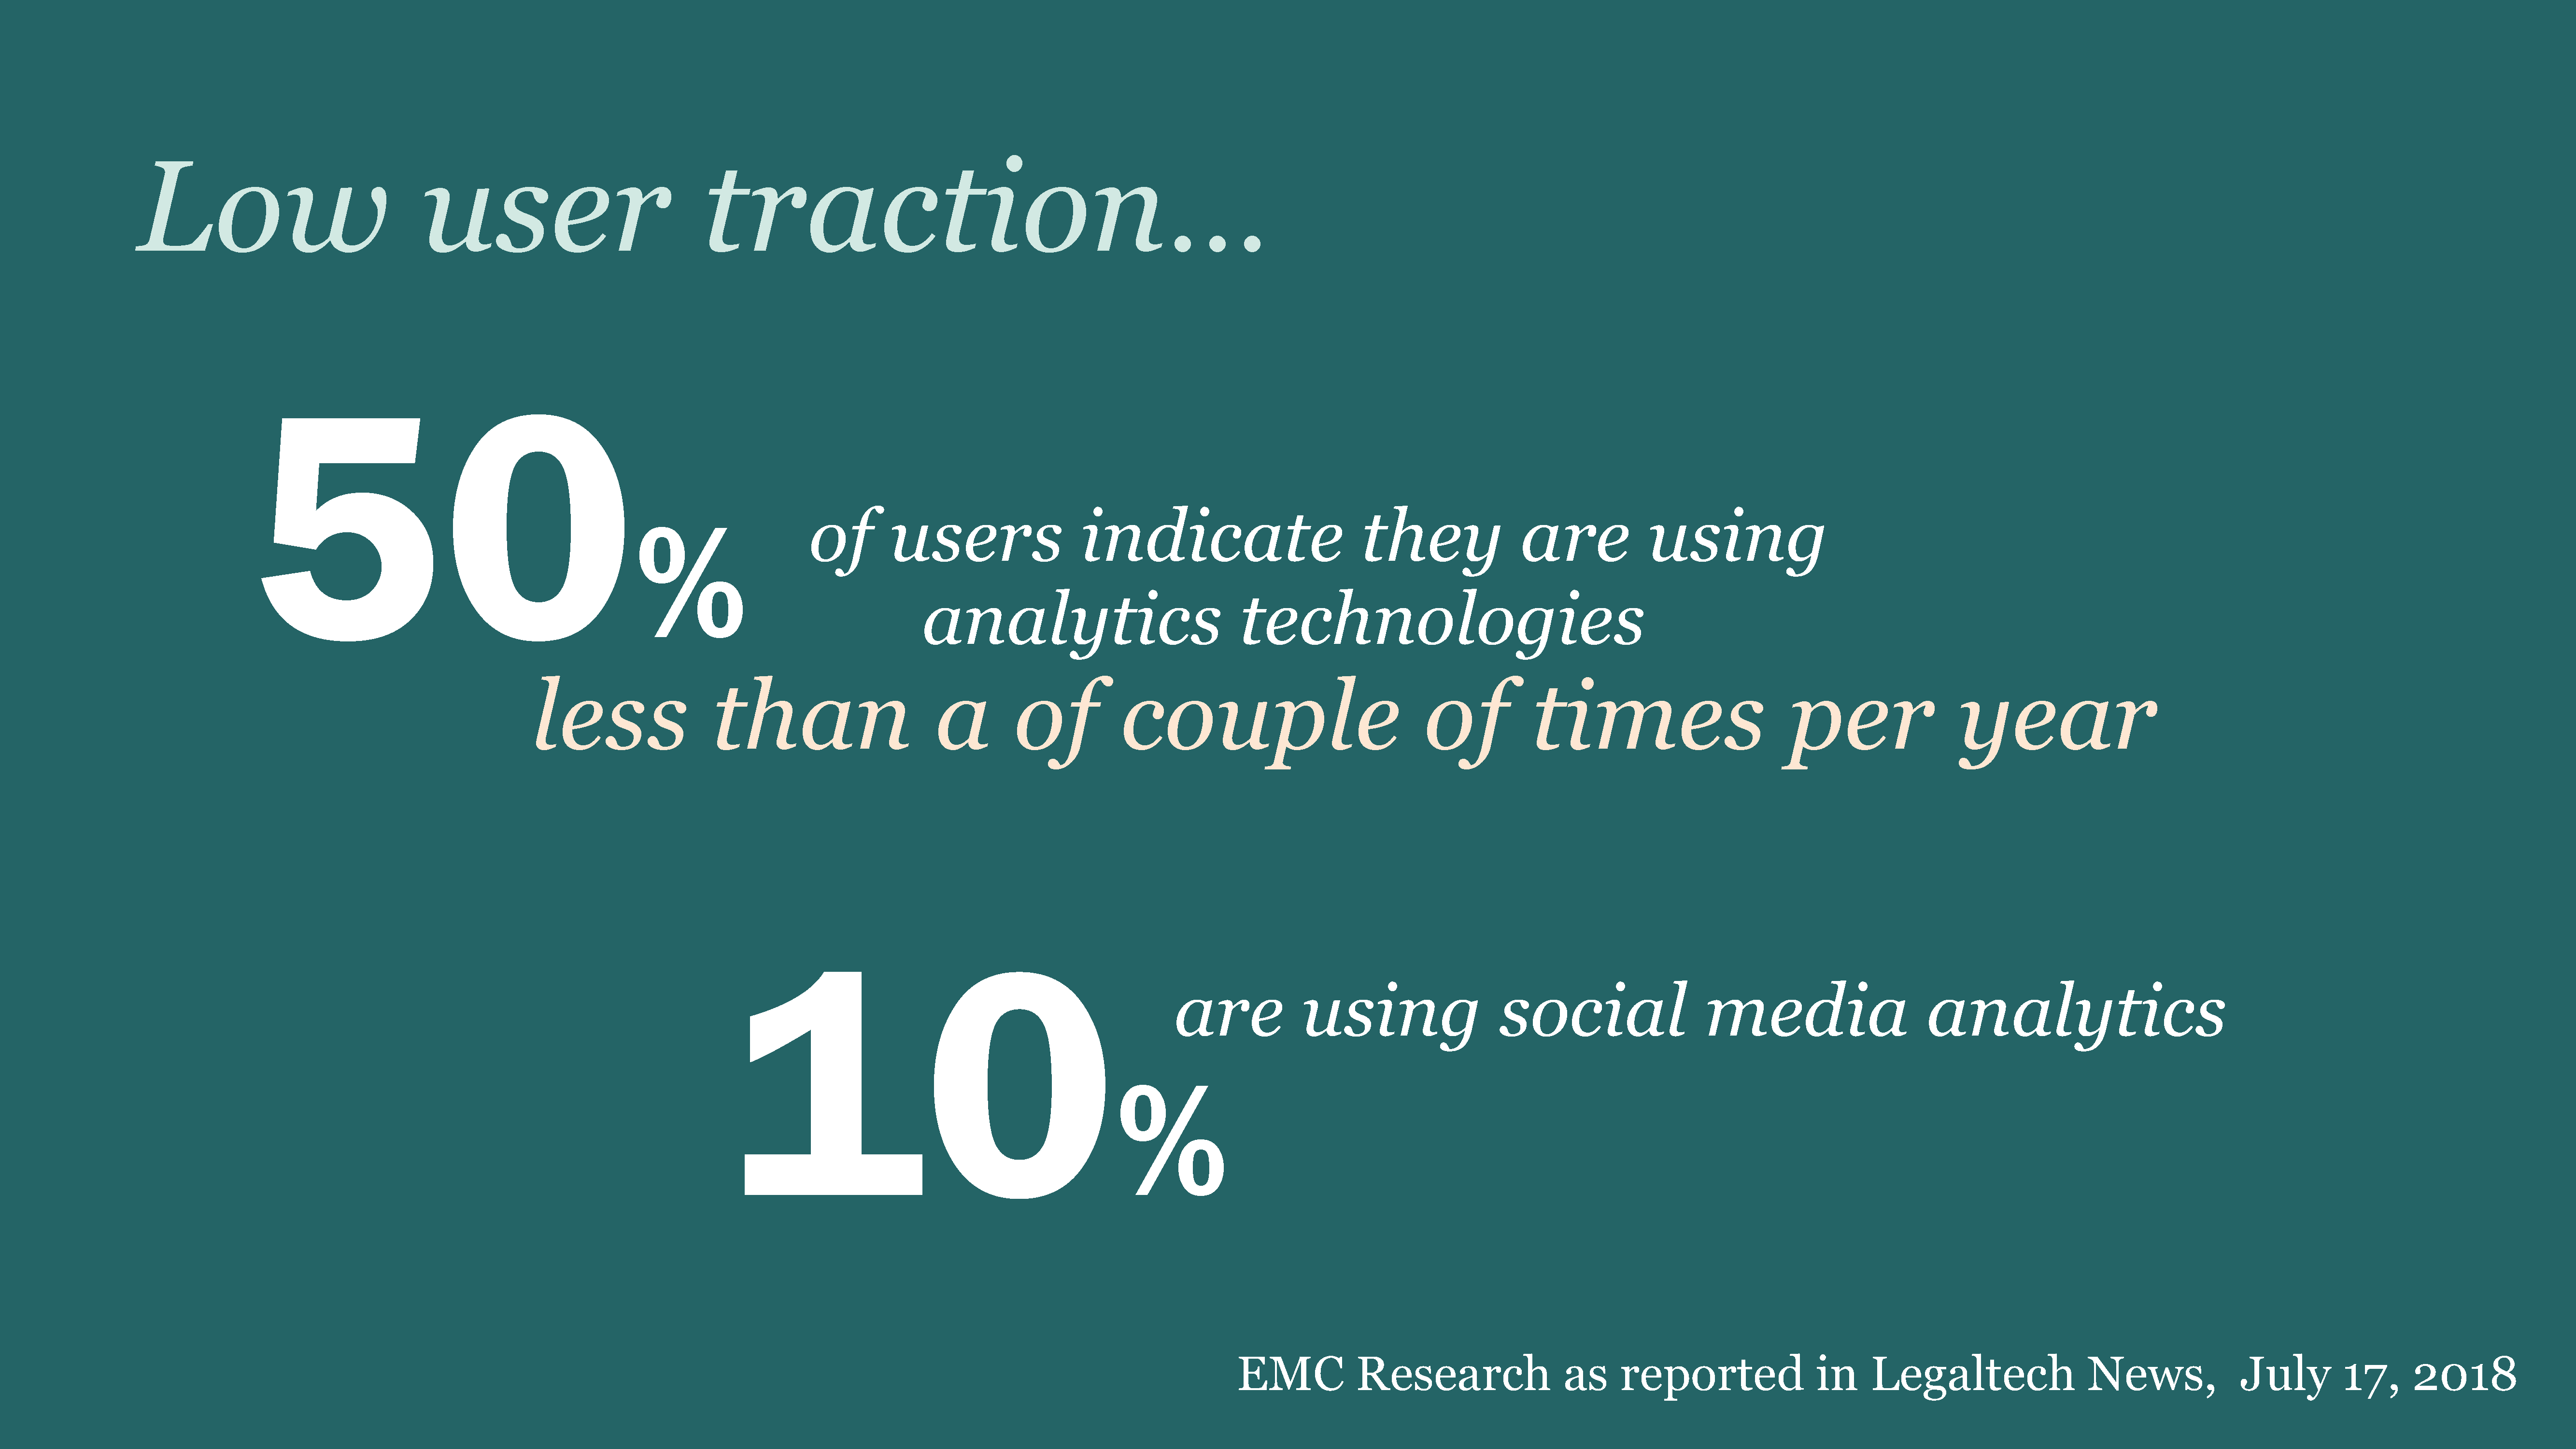 Low user traction...
50%
of users indicate they are using
analytics technologies
less than a of couple of times per year
10%
are using social media analytics
EMC Research as reported in Legaltech News, July 17, 2018